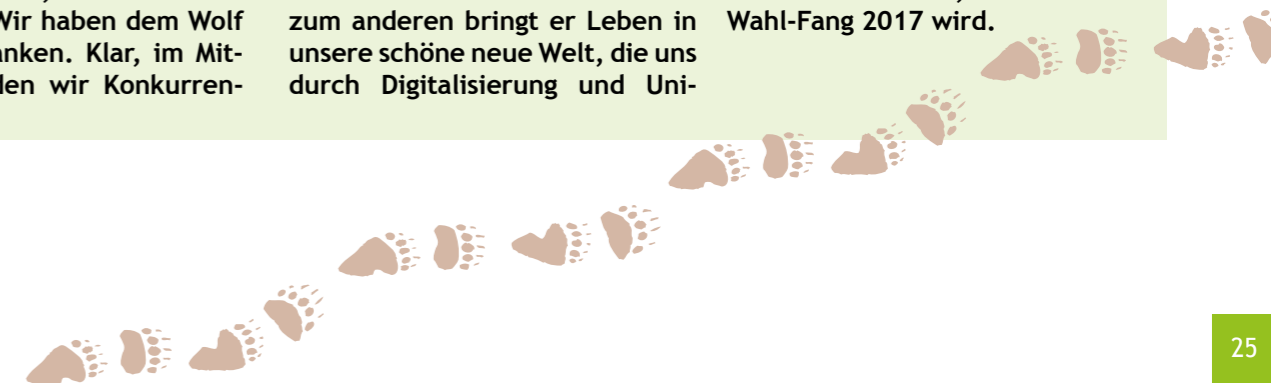 Wir haben dem Wolf
anken. Klar, im Mit-
den wir Konkurren-
zum anderen bringt er Leben in
unsere schöne neue Welt, die uns
durch Digitalisierung und Uni-
Wahl-Fang 2017 wird.
25